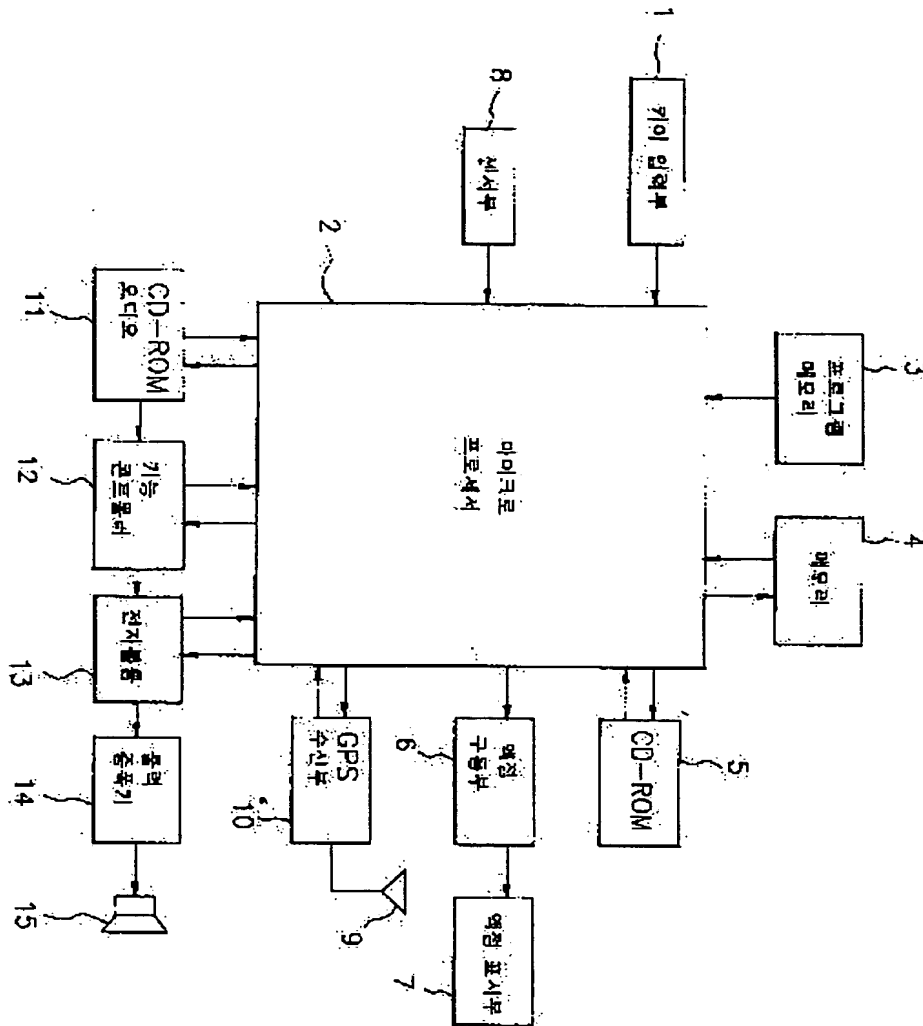 1
키이 입력부
8
센서부
2
마이크로
프로세서
3
프로그램
메모리
4
메모리
5
CD-ROM
6
액정
구동부
7
액정 표시부
9
10
GPS
수신부
11
CD-ROM
오디오
12
기능
콘트롤러
13
전자볼륨
14
출력
증폭기
15